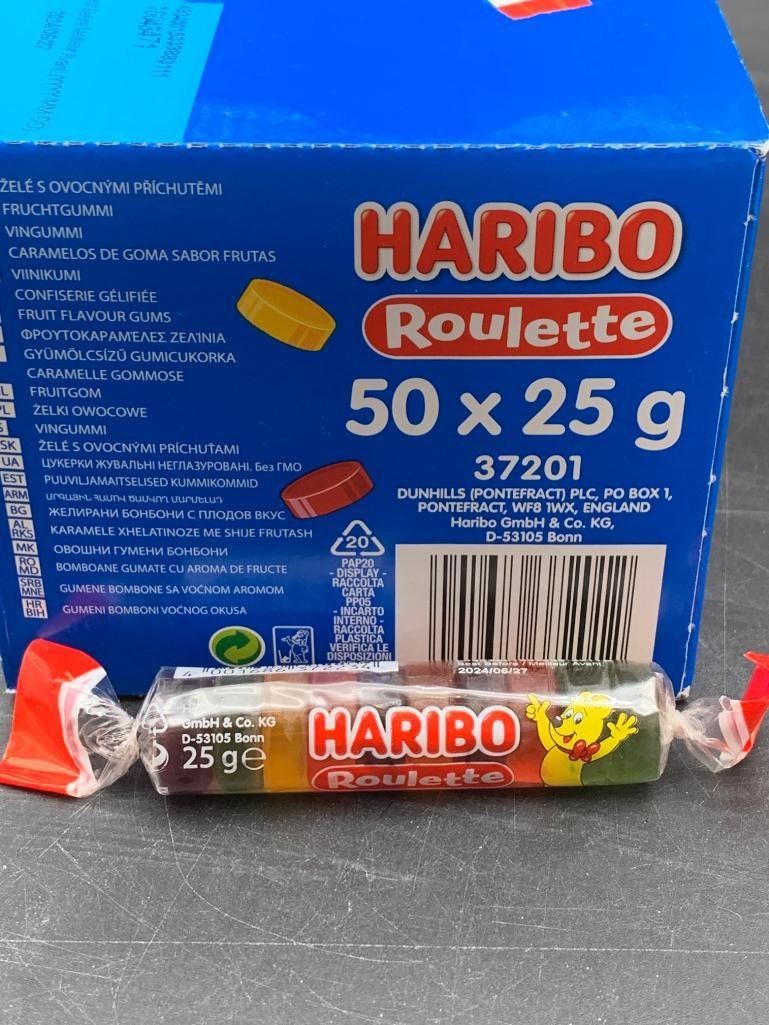 2024/06/27
ŽELÉ S OVOCNÝMI PŘÍCHUTĚMI
FRUCHTGUMMI
VINGUMMI
CARAMELOS DE GOMA SABOR FRUTAS
VIINIKUMI
CONFISERIE GÉLIFIÉE
FRUIT FLAVOUR GUMS
ΦΡΟΥΤΟΚΑΡΑΜΈΛΕΣ ΖΕΛΊΝΙΑ
GYÜMÖLCSÍZŰ GUMICUKORKA
CARAMELLE GOMMOSE
L FRUITGOM
PL ŻELKI OWOCOWE
S VINGUMMI
SK ŽELÉ S OVOCNÝMI PRÍCHUŤAMI
UA ЦУКЕРКИ ЖУВАЛЬНІ НЕГЛАЗУРОВАНІ. Без ГМО
EST PUUVILJAMAITSELISED KUMMIKOMMID
ARM
BG ЖЕЛИРАНИ БОНБОНИ С ПЛОДОВ ВКУС
AL RKS KARAMELE XHELATINOZE ME SHIJE FRUTASH
MK ОВОШНИ ГУМЕНИ БОНБОНИ
RO MD BOMBOANE GUMATE CU AROMA DE FRUCTE
SRB MNE GUMENE BOMBONE SA VOĆNOM AROMOM
HR BIH GUMENI BOMBONI VOĆNOG OKUSA
HARIBO
Roulette
50 x 25 g
37201
DUNHILLS (PONTEFRACT) PLC, PO BOX 1,
PONTEFRACT, WF8 1WX, ENGLAND
Haribo GmbH & Co. KG,
D-53105 Bonn
20
PAP20
- DISPLAY -
RACCOLTA
CARTA
PP05
- INCARTO
INTERNO -
RACCOLTA
PLASTICA
VERIFICA LE
DISPOSIZIONI
Best Before / Meilleur Avant:
2024/06/27
GmbH & Co. KG
D-53105 Bonn
25 g e
HARIBO
Roulette